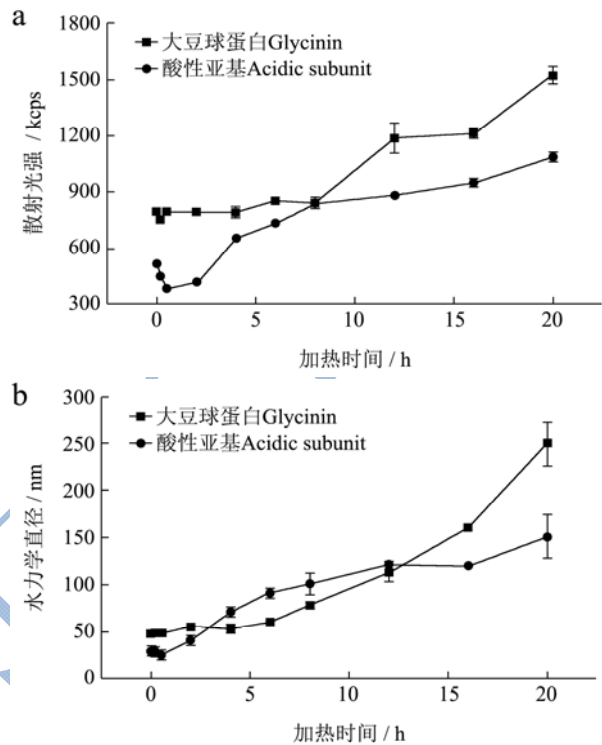 a
1800
1500
1200
900
600
300
散射光强 / kcps
大豆球蛋白Glycinin
酸性亚基Acidic subunit
0 5 10 15 20
加热时间 / h
b
300
250
200
150
100
50
0
水力学直径 / nm
大豆球蛋白Glycinin
酸性亚基Acidic subunit
0 5 10 15 20
加热时间 / h